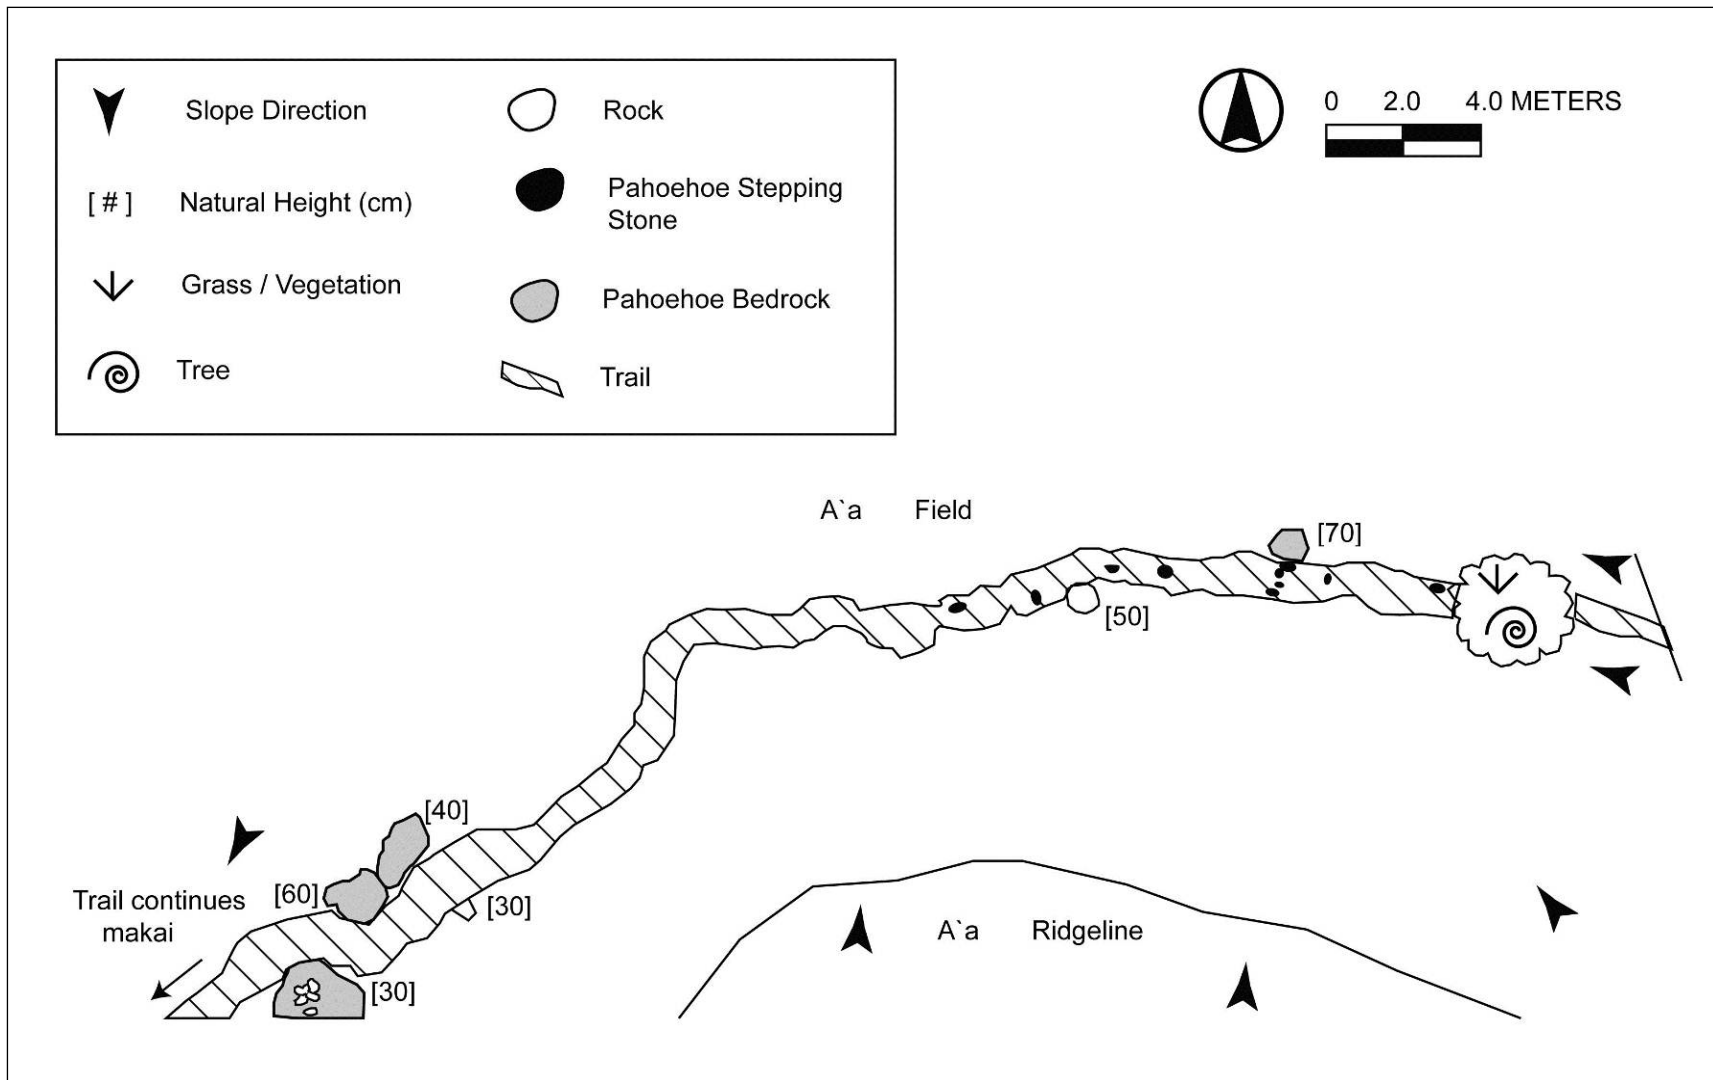 Slope Direction
Rock
[ # ] Natural Height (cm)
Pahoehoe Stepping
Stone
Grass / Vegetation
Pahoehoe Bedrock
Tree
Trail
0 2.0 4.0 METERS
A`a Field
[70]
[50]
[40]
[60]
[30]
Trail continues
makai
[30]
A`a Ridgeline